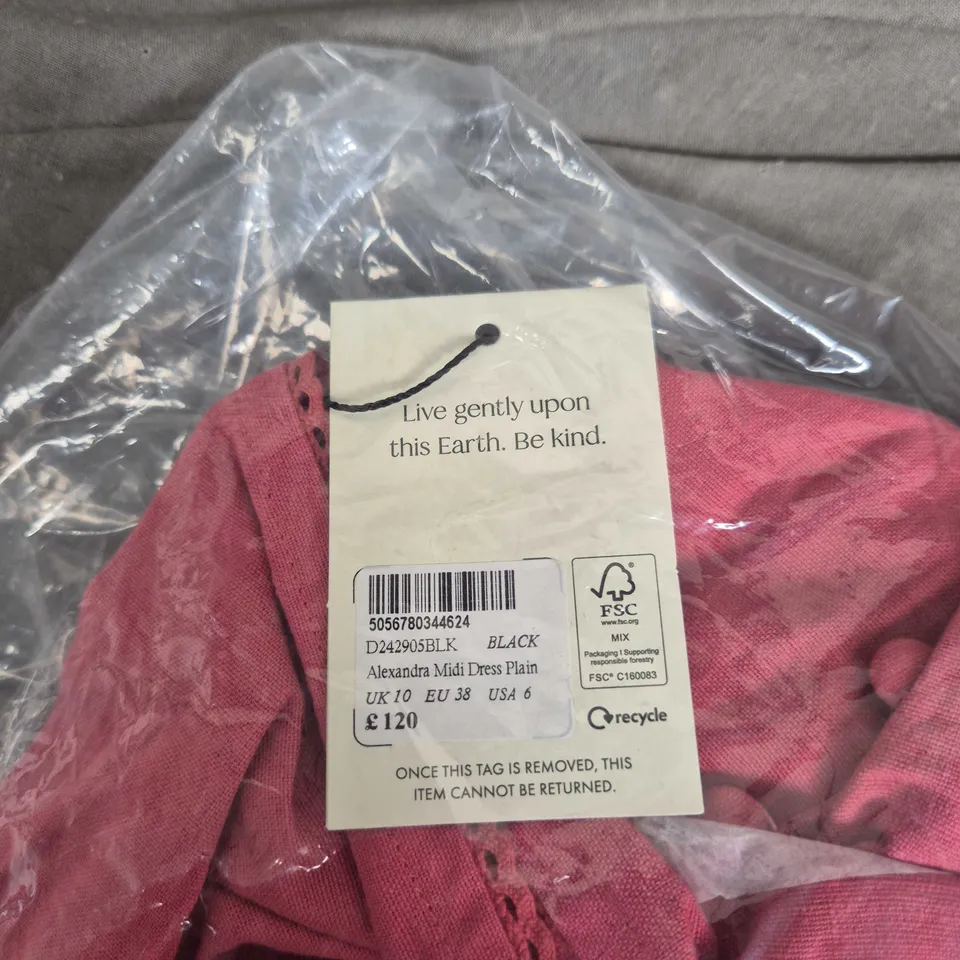 Live gently upon
this Earth. Be kind.
5056780344624
D242905BLK BLACK
Alexandra Midi Dress Plain
UK 10 EU 38 USA 6
£120
FSC®
www.fsc.org
MIX
Packaging | Supporting
responsible forestry
FSC® C160083
recycle
ONCE THIS TAG IS REMOVED, THIS
ITEM CANNOT BE RETURNED.